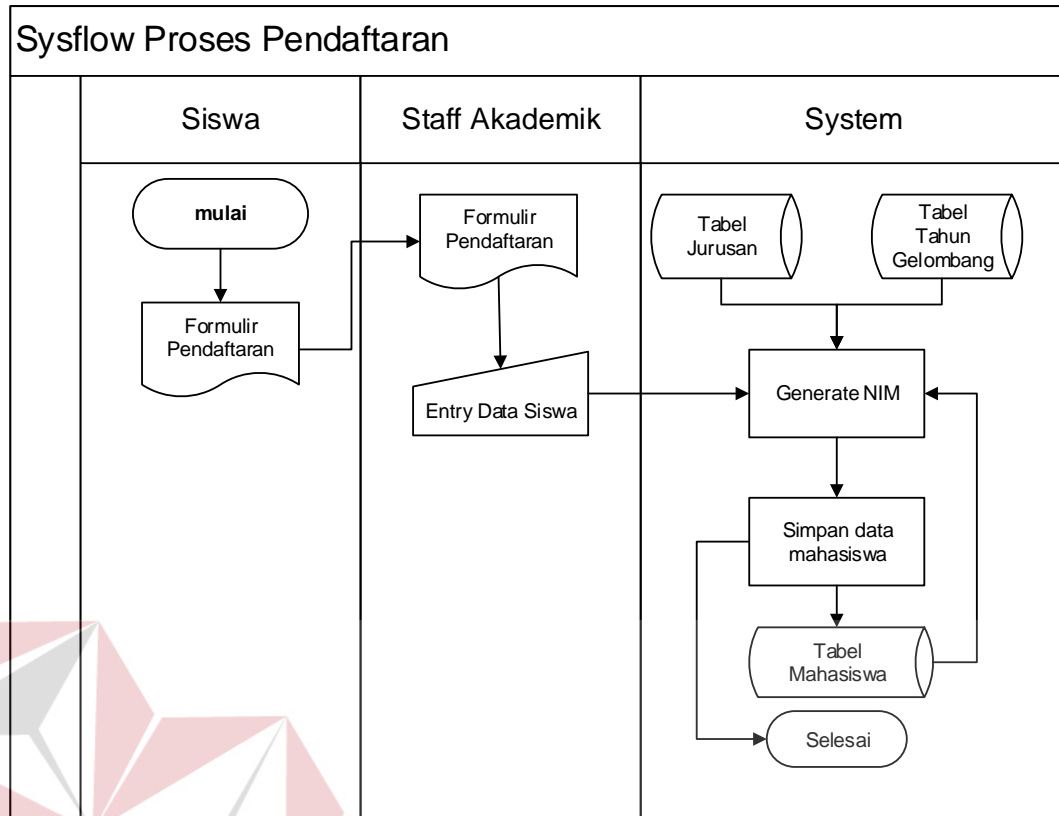 Sysflow Proses Pendaftaran
Siswa
Staff Akademik
System
mulai
Formulir
Pendaftaran
Formulir
Pendaftaran
Entry Data Siswa
Tabel
Jurusan
Tabel
Tahun
Gelombang
Generate NIM
Simpan data
mahasiswa
Tabel
Mahasiswa
Selesai